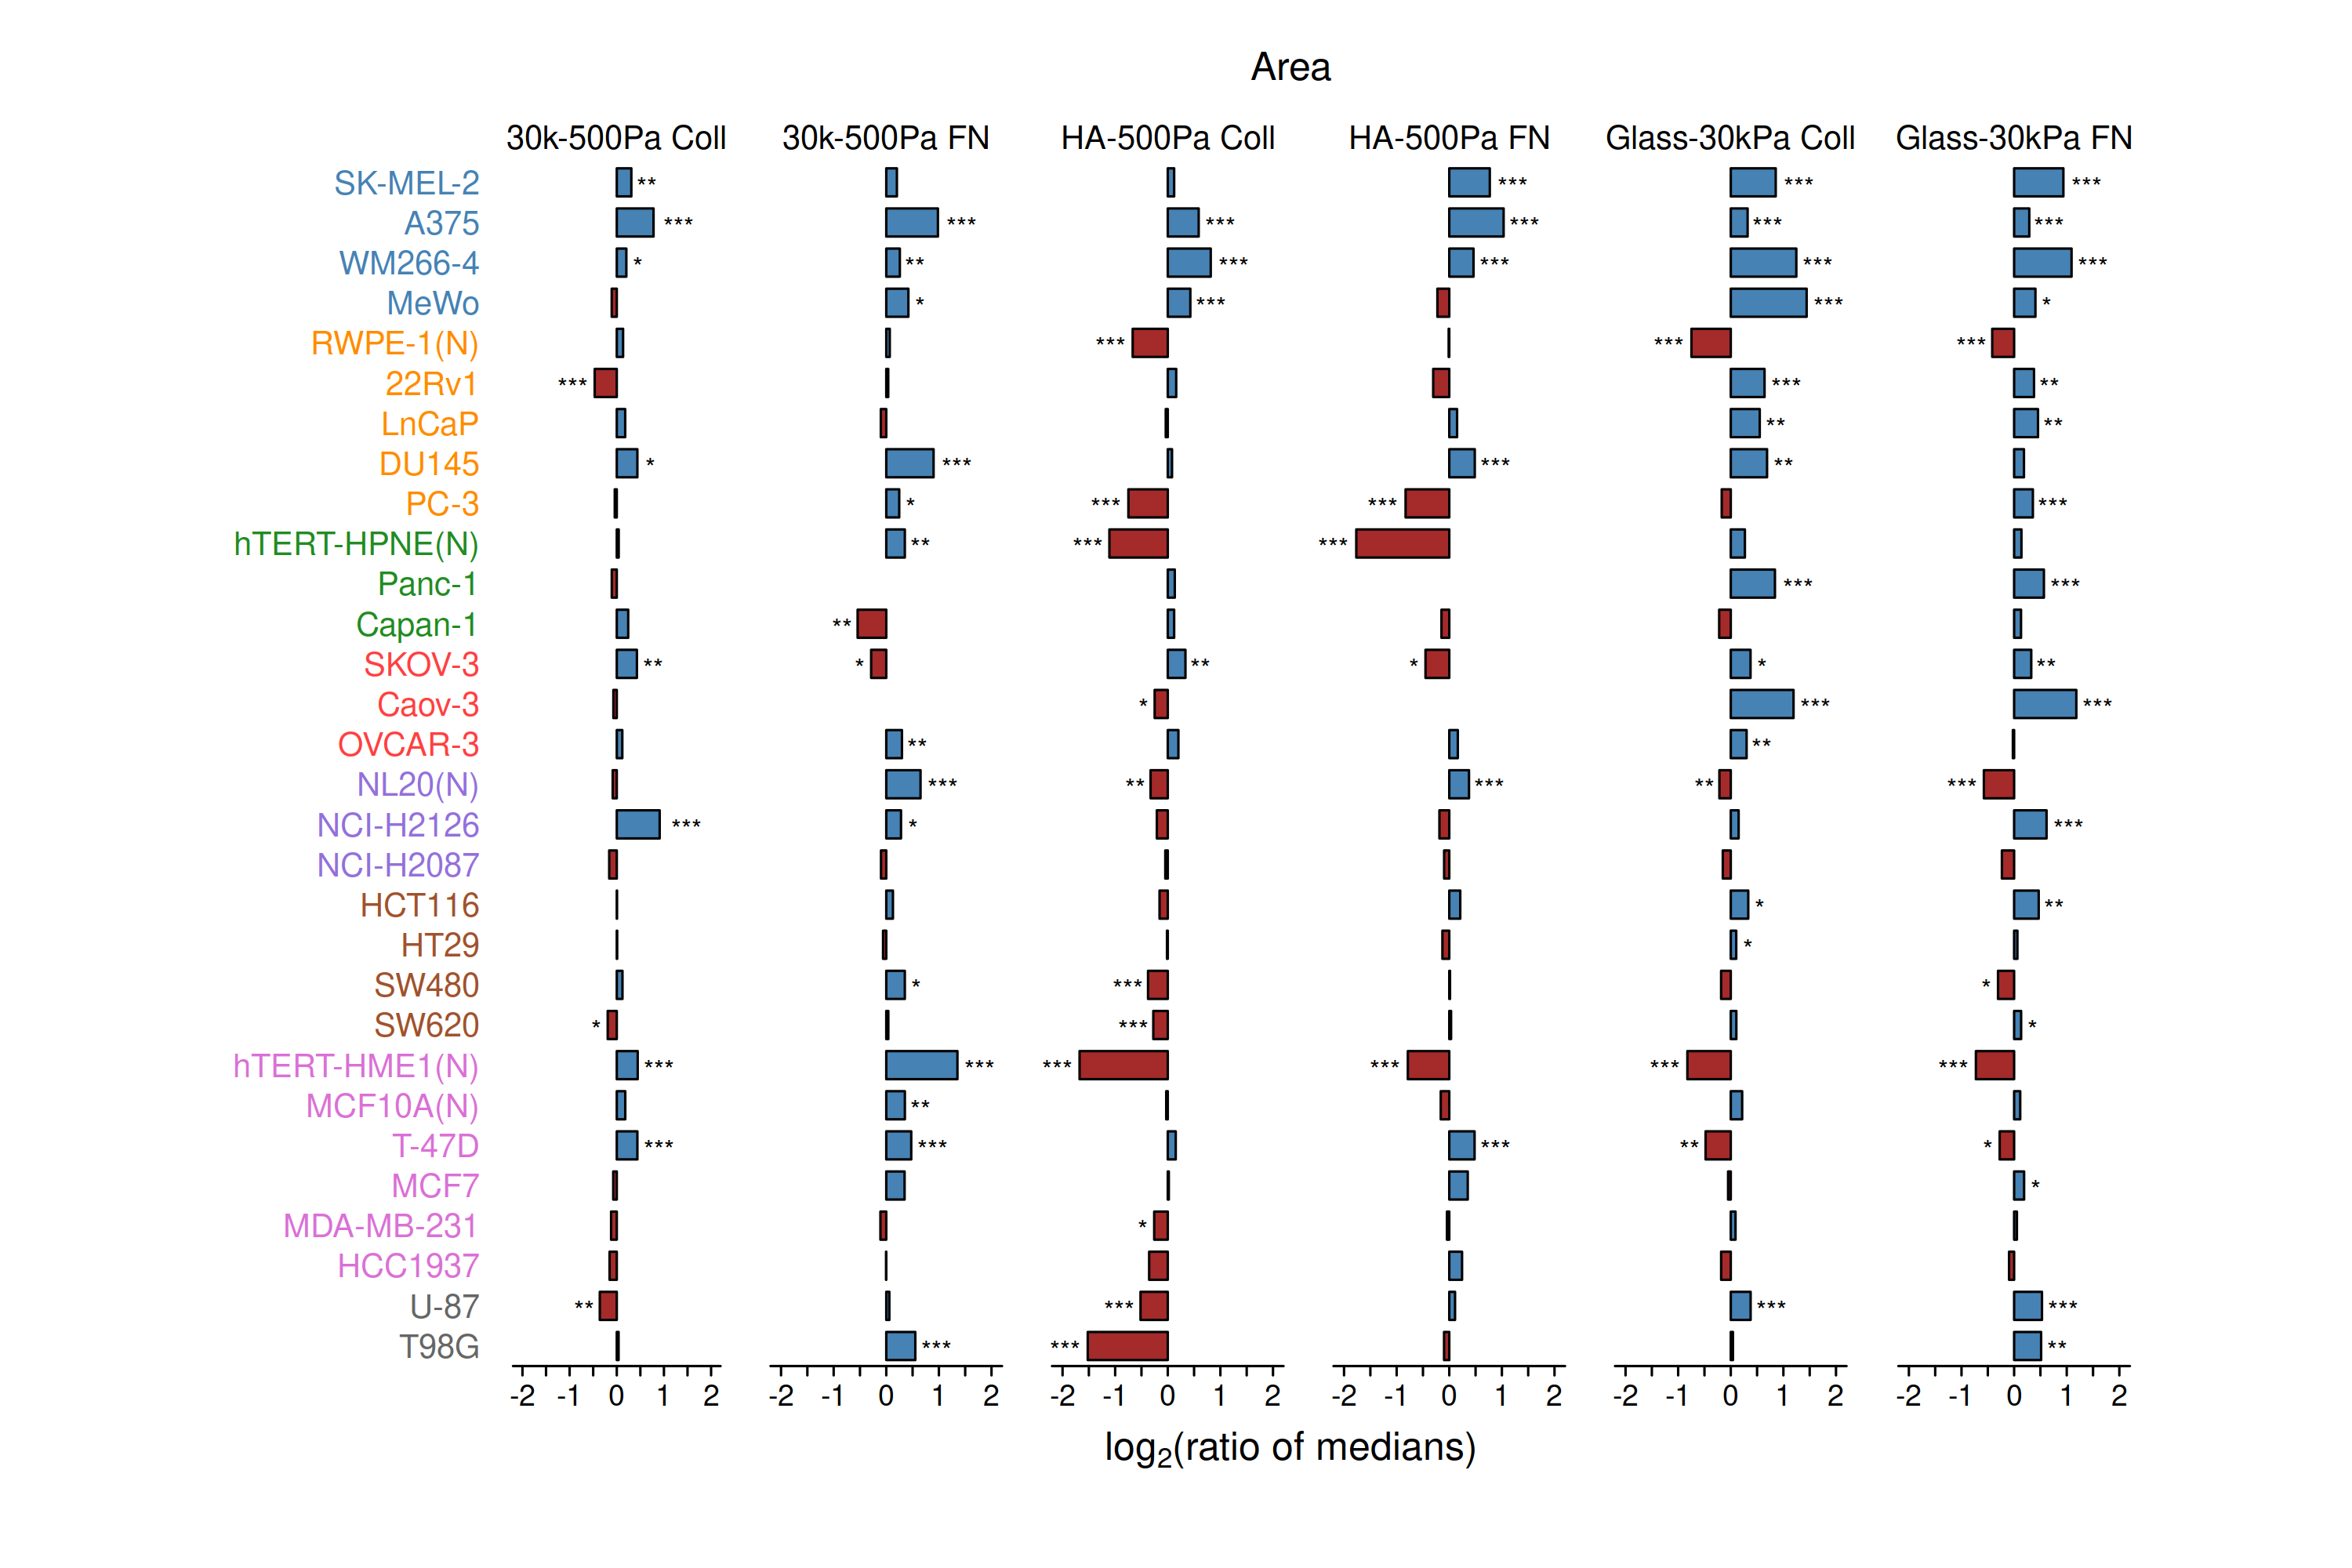 Area
30k-500Pa Coll 30k-500Pa FN HA-500Pa Coll HA-500Pa FN Glass-30kPa Coll Glass-30kPa FN
SK-MEL-2 ** *** *** ***
A375 *** *** *** *** *** ***
WM266-4 * ** *** *** *** ***
MeWo * *** *** *
RWPE-1(N) *** *** ***
22Rv1 *** *** **
LnCaP ** **
DU145 * *** *** **
PC-3 * *** *** ***
hTERT-HPNE(N) ** *** ***
Panc-1 *** ***
Capan-1 **
SKOV-3 ** * ** * * **
Caov-3 * *** ***
OVCAR-3 ** **
NL20(N) *** ** *** ** ***
NCI-H2126 *** * ***
NCI-H2087
HCT116 * **
HT29 *
SW480 * *** *
SW620 * *** *
hTERT-HME1(N) *** *** *** *** *** ***
MCF10A(N) **
T-47D *** *** *** ** *
MCF7 *
MDA-MB-231 *
HCC1937
U-87 ** *** *** ***
T98G *** *** **
-2 -1 0 1 2 -2 -1 0 1 2 -2 -1 0 1 2 -2 -1 0 1 2 -2 -1 0 1 2 -2 -1 0 1 2
log₂(ratio of medians)